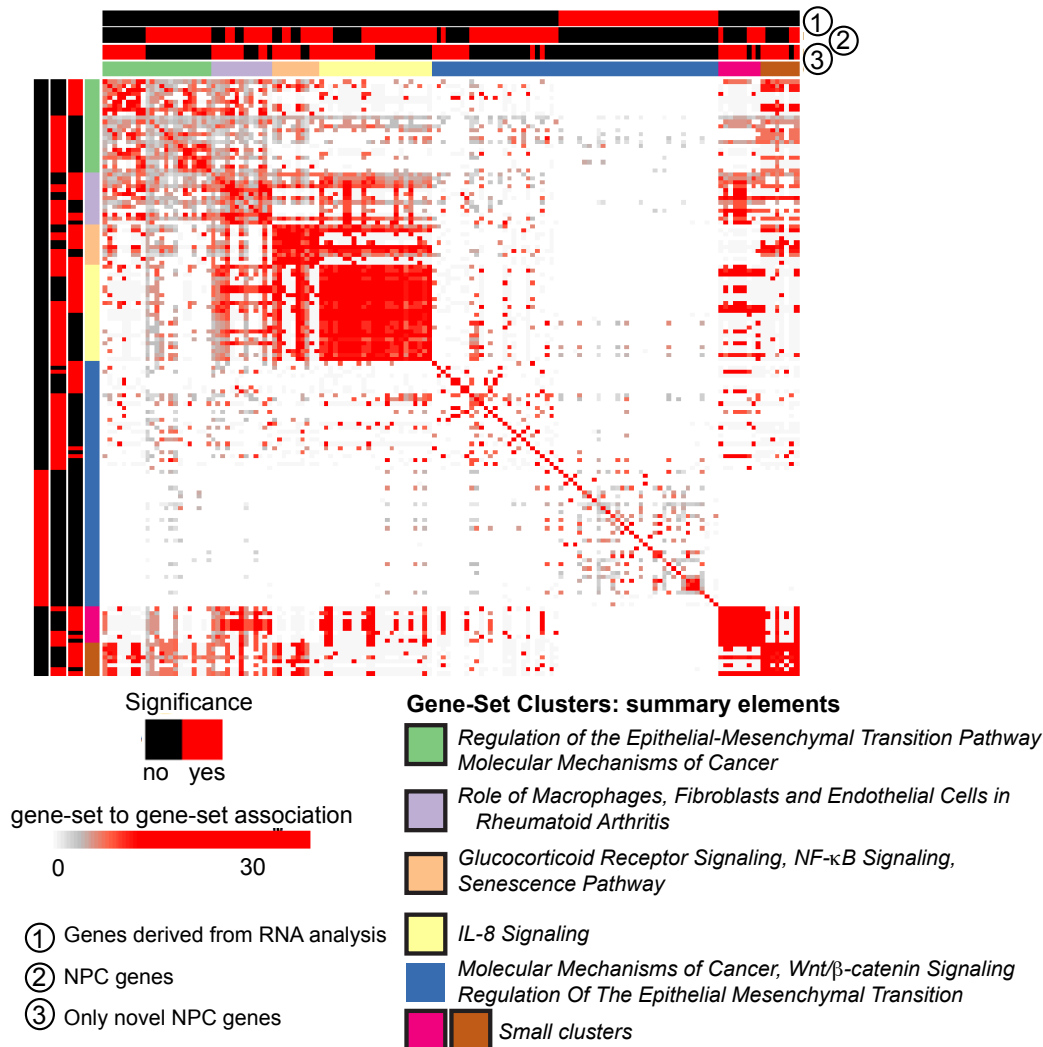 1
2
3
Significance
no yes
gene-set to gene-set association
0 30
1 Genes derived from RNA analysis
2 NPC genes
3 Only novel NPC genes
Gene-Set Clusters: summary elements
Regulation of the Epithelial-Mesenchymal Transition Pathway
Molecular Mechanisms of Cancer
Role of Macrophages, Fibroblasts and Endothelial Cells in
Rheumatoid Arthritis
Glucocorticoid Receptor Signaling, NF-κB Signaling,
Senescence Pathway
IL-8 Signaling
Molecular Mechanisms of Cancer, Wnt/β-catenin Signaling
Regulation Of The Epithelial Mesenchymal Transition
Small clusters